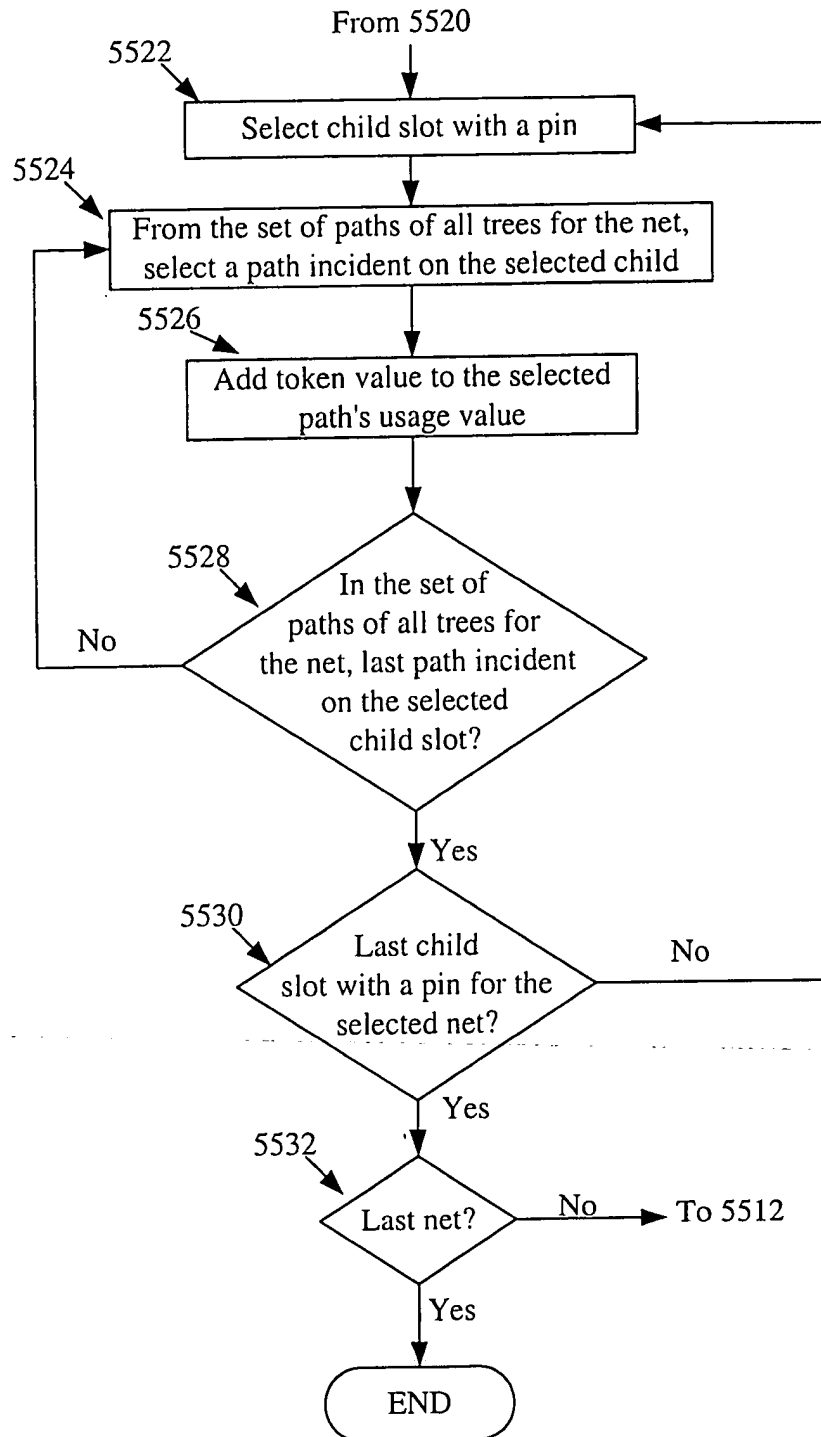 From 5520
5522
Select child slot with a pin
5524
From the set of paths of all trees for the net,
select a path incident on the selected child
5526
Add token value to the selected
path's usage value
5528
In the set of
paths of all trees for
the net, last path incident
on the selected
child slot?
No
Yes
5530
Last child
slot with a pin for the
selected net?
No
Yes
5532
Last net?
No
To 5512
Yes
END